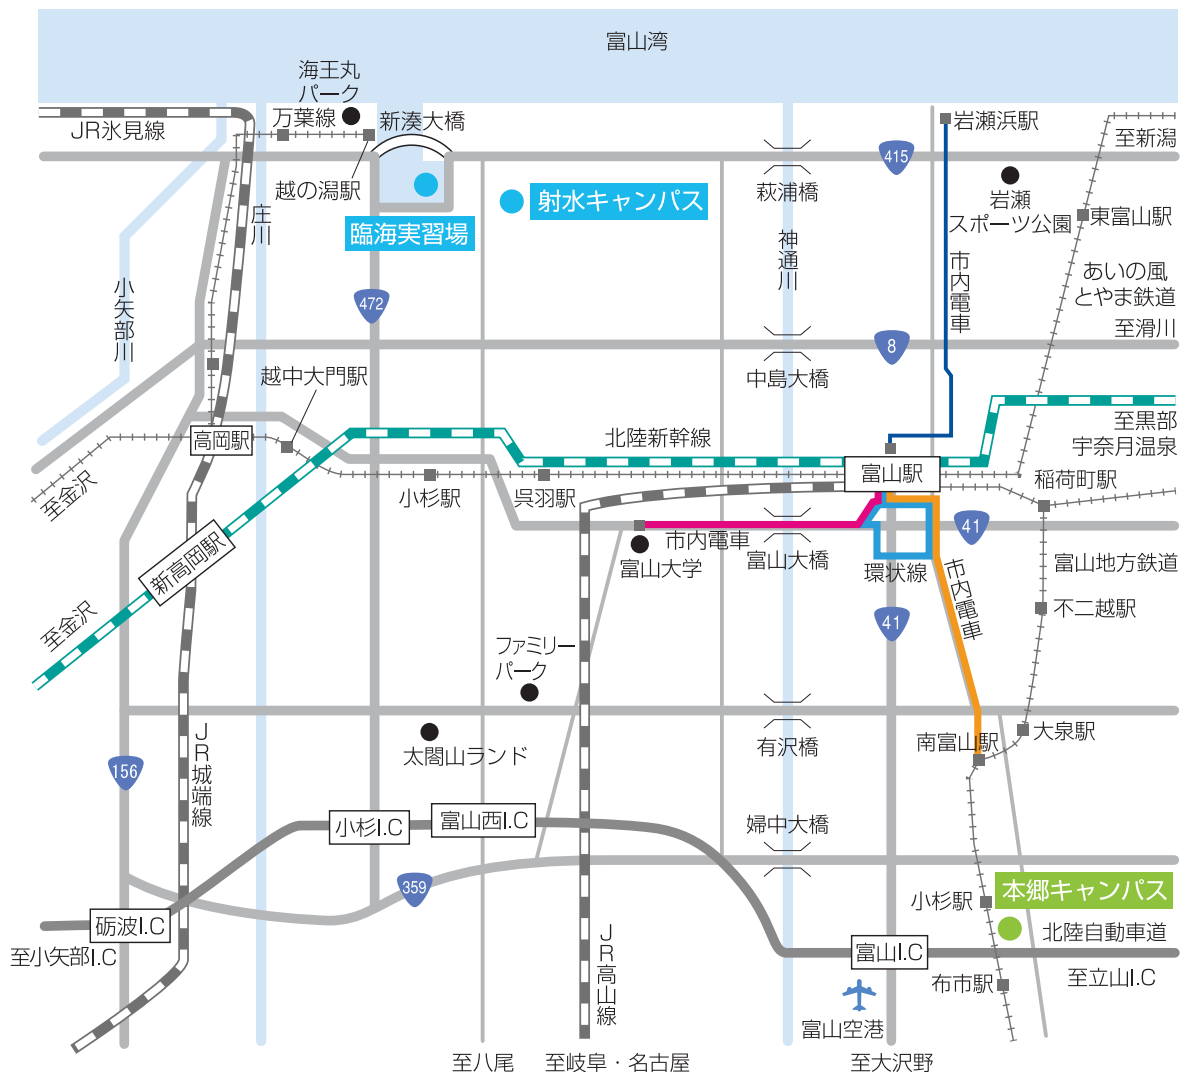 富山湾
海王丸
パーク
万葉線
新湊大橋
JR氷見線
岩瀬浜駅
至新潟
415
越の潟駅
射水キャンパス
萩浦橋
岩瀬
スポーツ公園
東富山駅
庄川
臨海実習場
神通川
市内電車
あいの風
とやま鉄道
小矢部川
472
至滑川
8
越中大門駅
中島大橋
至黒部
宇奈月温泉
高岡駅
北陸新幹線
富山駅
稲荷町駅
至金沢
小杉駅
呉羽駅
市内電車
富山大橋
41
新高岡駅
富山大学
環状線
市内電車
富山地方鉄道
至金沢
41
不二越駅
ファミリー
パーク
JR城端線
太閤山ランド
有沢橋
南富山駅
大泉駅
156
小杉I.C
富山西I.C
婦中大橋
359
本郷キャンパス
小杉駅
砺波I.C
北陸自動車道
至小矢部I.C
JR高山線
富山I.C
布市駅
至立山I.C
富山空港
至八尾
至岐阜・名古屋
至大沢野